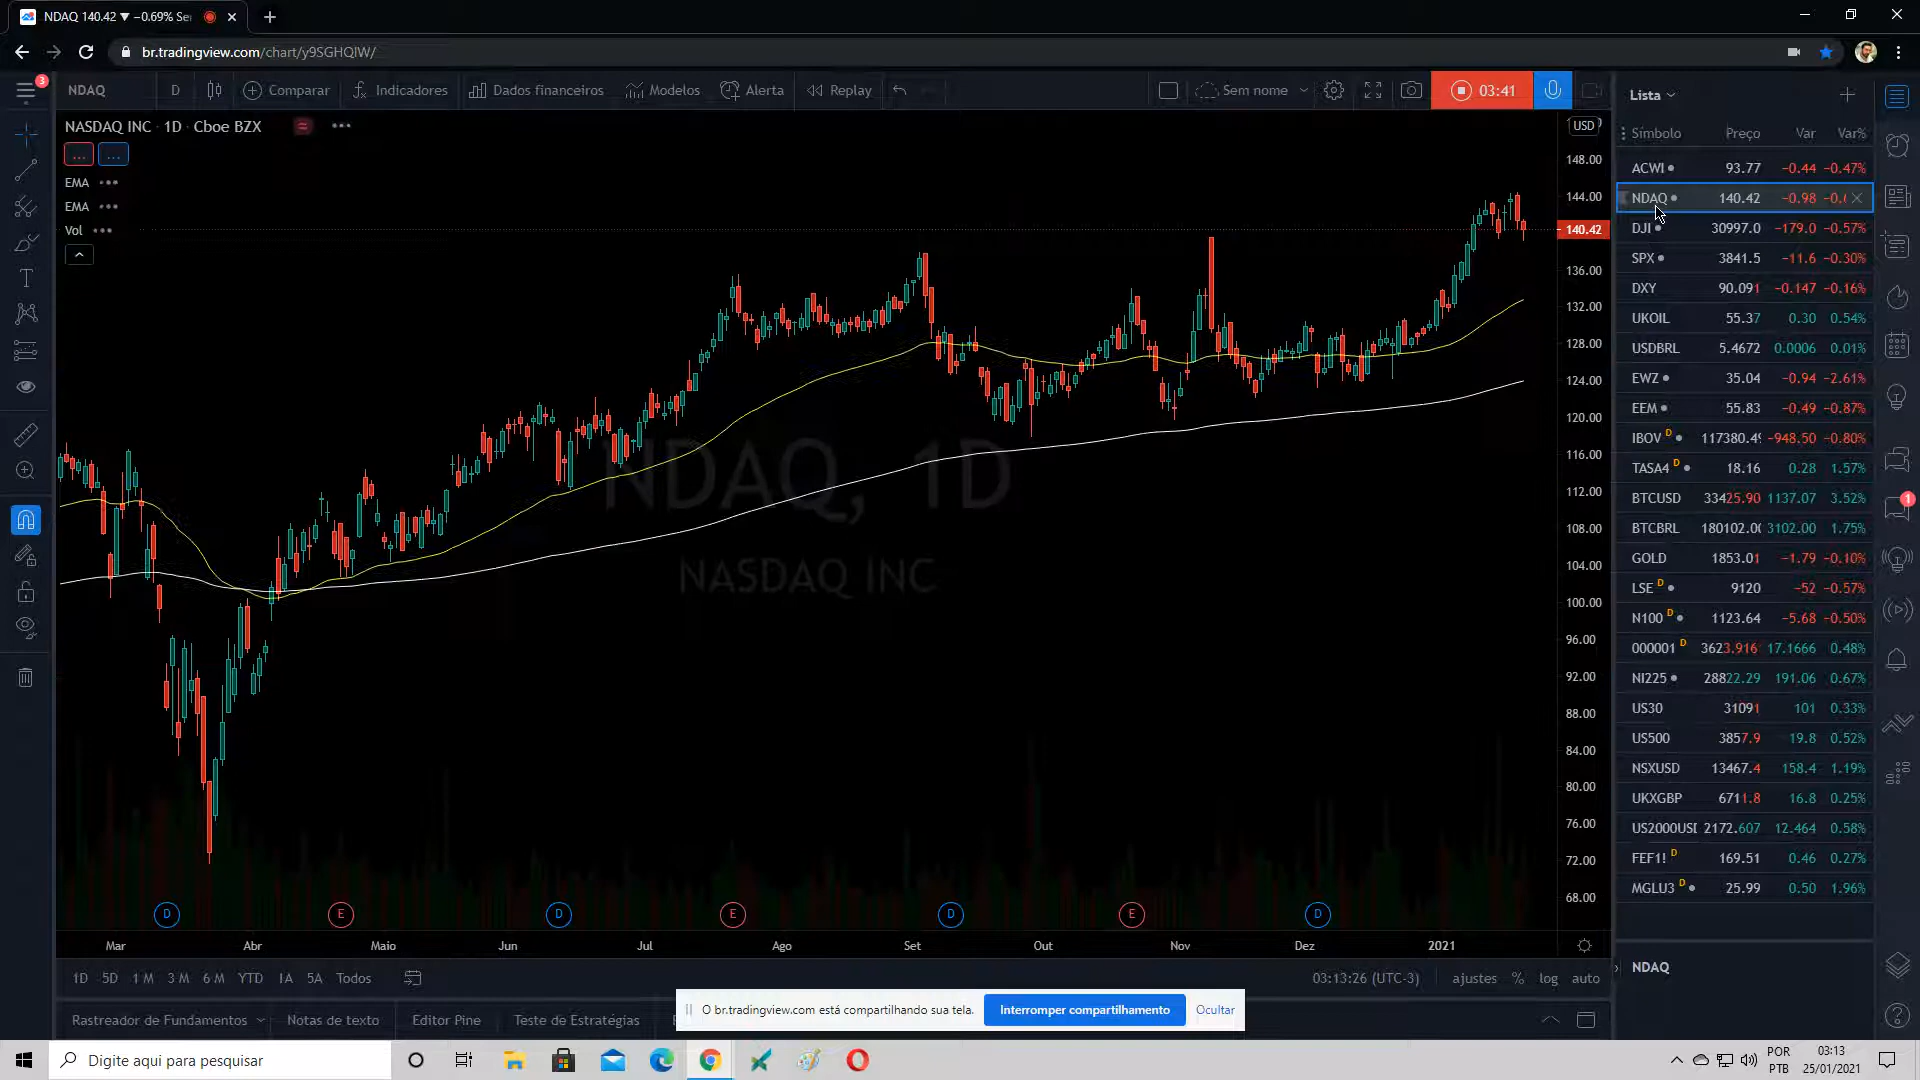 NDAQ 140.42 ▼ −0.69% Se
br.tradingview.com/chart/y9SGHQIW/
3
NDAQ
D
Comparar
Indicadores
Dados financeiros
Modelos
Alerta
Replay
Sem nome
03:41
NASDAQ INC · 1D · Cboe BZX
EMA
EMA
Vol
NDAQ, 1D
NASDAQ INC
USD
148.00
144.00
140.42
136.00
132.00
128.00
124.00
120.00
116.00
112.00
108.00
104.00
100.00
96.00
92.00
88.00
84.00
80.00
76.00
72.00
68.00
D E D E D E D
Mar Abr Maio Jun Jul Ago Set Out Nov Dez 2021
1D 5D 1 M 3 M 6 M YTD 1A 5A Todos
03:13:26 (UTC-3) ajustes % log auto
Rastreador de Fundamentos Notas de texto Editor Pine Teste de Estratégias
O br.tradingview.com está compartilhando sua tela. Interromper compartilhamento Ocultar
Lista
Símbolo Preço Var Var%
ACWI 93.77 −0.44 −0.47%
NDAQ 140.42 −0.98
DJI 30997.0 −179.0 −0.57%
SPX 3841.5 −11.6 −0.30%
DXY 90.091 −0.147 −0.16%
UKOIL 55.37 0.30 0.54%
USDBRL 5.4672 0.0006 0.01%
EWZ 35.04 −0.94 −2.61%
EEM 55.83 −0.49 −0.87%
IBOV D 117380.49 −948.50 −0.80%
TASA4 D 18.16 0.28 1.57%
BTCUSD 33425.90 1137.07 3.52%
BTCBRL 180102.00 3102.00 1.75%
GOLD 1853.01 −1.79 −0.10%
LSE D 9120 −52 −0.57%
N100 D 1123.64 −5.68 −0.50%
000001 D 3623.916 17.1666 0.48%
NI225 28822.29 191.06 0.67%
US30 31091 101 0.33%
US500 3857.9 19.8 0.52%
NSXUSD 13467.4 158.4 1.19%
UKXGBP 6711.8 16.8 0.25%
US2000USD 2172.607 12.464 0.58%
FEF1! D 169.51 0.46 0.27%
MGLU3 D 25.99 0.50 1.96%
NDAQ
1
Digite aqui para pesquisar
POR
PTB
03:13
25/01/2021